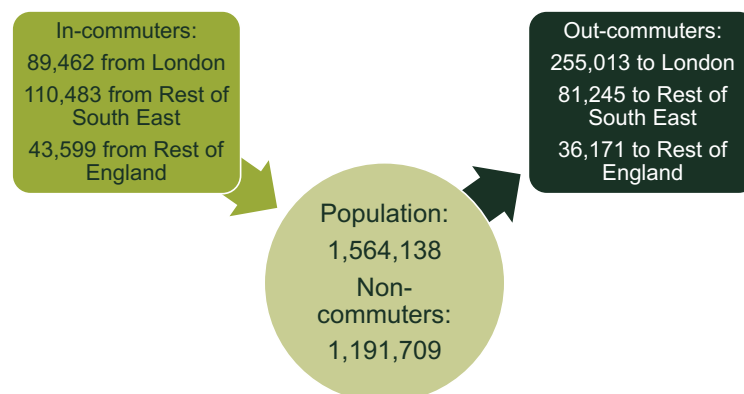 In-commuters:
89,462 from London
110,483 from Rest of
South East
43,599 from Rest of
England
Out-commuters:
255,013 to London
81,245 to Rest of
South East
36,171 to Rest of
England
Population:
1,564,138
Non-
commuters:
1,191,709